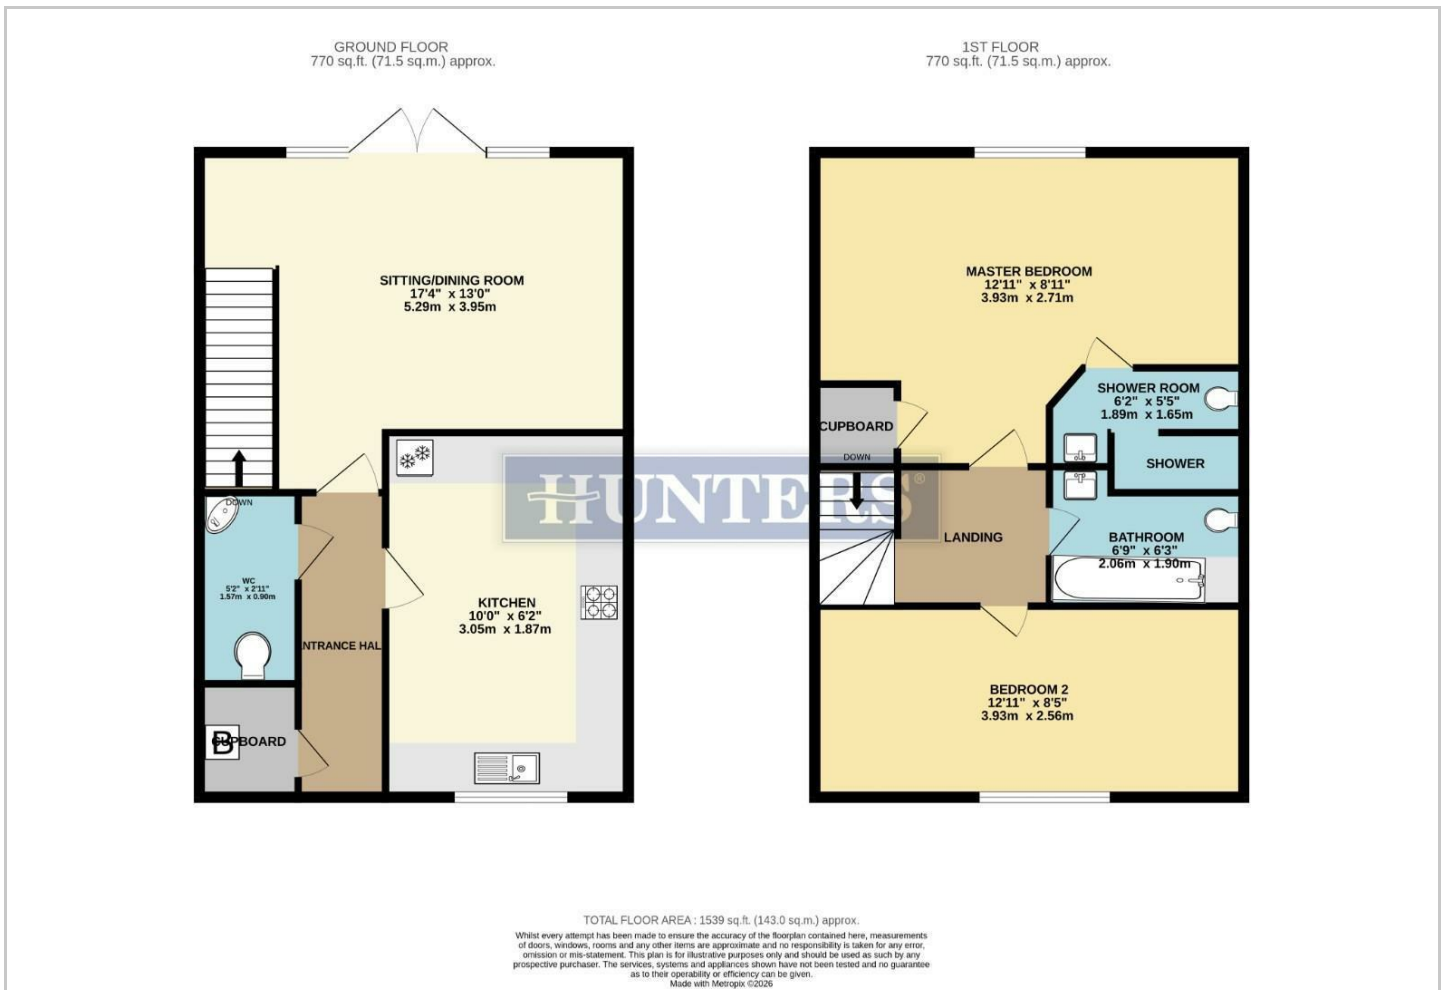 GROUND FLOOR
770 sq.ft. (71.5 sq.m.) approx.
1ST FLOOR
770 sq.ft. (71.5 sq.m.) approx.
SITTING/DINING ROOM
17'4" x 13'0"
5.29m x 3.95m
DOWN
WC
5'2" x 2'11"
1.57m x 0.90m
ENTRANCE HALL
KITCHEN
10'0" x 6'2"
3.05m x 1.87m
B
CUPBOARD
HUNTERS®
MASTER BEDROOM
12'11" x 8'11"
3.93m x 2.71m
SHOWER ROOM
6'2" x 5'5"
1.89m x 1.65m
CUPBOARD
DOWN
SHOWER
LANDING
BATHROOM
6'9" x 6'3"
2.06m x 1.90m
BEDROOM 2
12'11" x 8'5"
3.93m x 2.56m
TOTAL FLOOR AREA : 1539 sq.ft. (143.0 sq.m.) approx.
Whilst every attempt has been made to ensure the accuracy of the floorplan contained here, measurements
of doors, windows, rooms and any other items are approximate and no responsibility is taken for any error,
omission or mis-statement. This plan is for illustrative purposes only and should be used as such by any
prospective purchaser. The services, systems and appliances shown have not been tested and no guarantee
as to their operability or efficiency can be given.
Made with Metropix ©2026